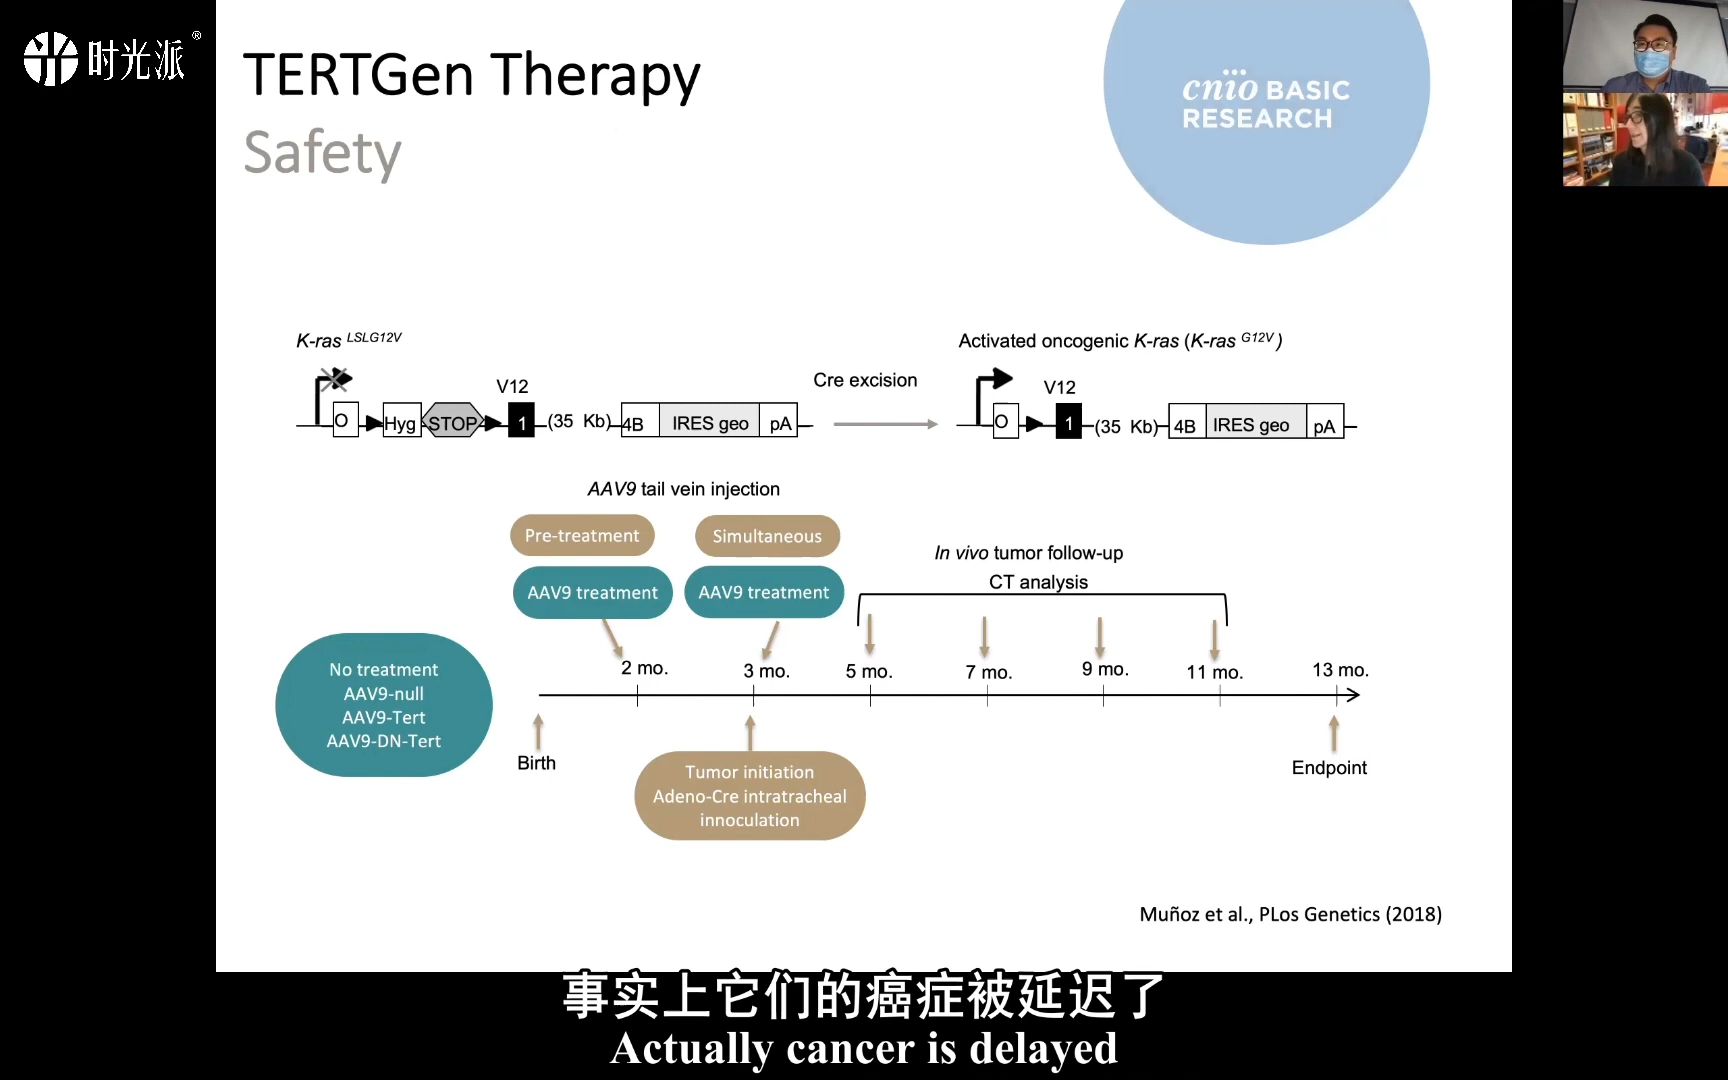 时光派®
TERTGen Therapy
Safety
cnio BASIC
RESEARCH
K-ras LSLG12V
Activated oncogenic K-ras (K-ras G12V)
V12
Cre excision
V12
O Hyg STOP 1 (35 Kb) 4B IRES geo pA
O 1 (35 Kb) 4B IRES geo pA
AAV9 tail vein injection
Pre-treatment
Simultaneous
AAV9 treatment
AAV9 treatment
In vivo tumor follow-up
CT analysis
No treatment
AAV9-null
AAV9-Tert
AAV9-DN-Tert
2 mo.
3 mo.
5 mo.
7 mo.
9 mo.
11 mo.
13 mo.
Birth
Tumor initiation
Adeno-Cre intratracheal
innoculation
Endpoint
Muñoz et al., PLos Genetics (2018)
事实上它们的癌症被延迟了
Actually cancer is delayed